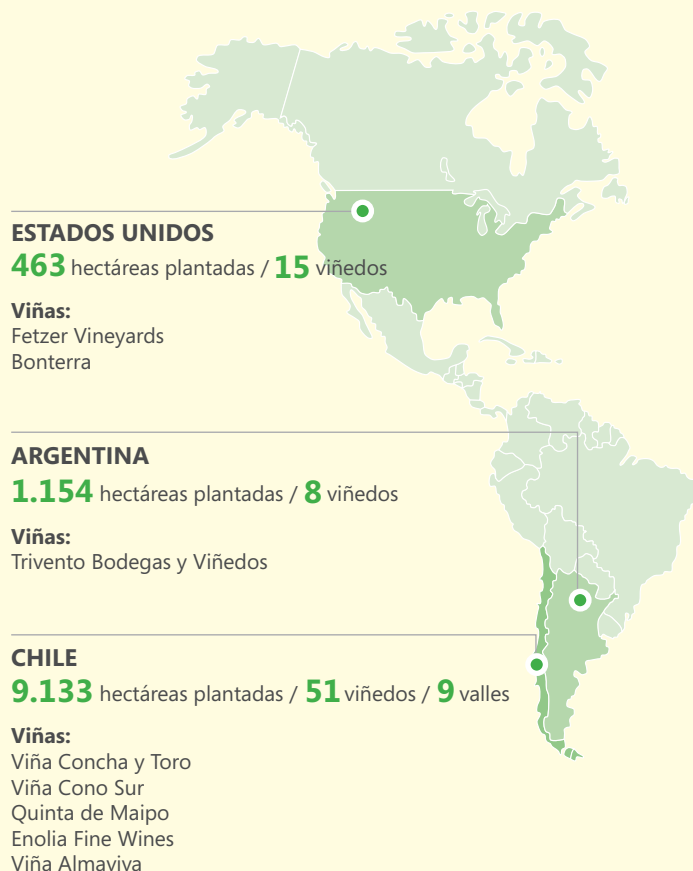 ESTADOS UNIDOS
463 hectáreas plantadas / 15 viñedos
Viñas:
Fetzer Vineyards
Bonterra
ARGENTINA
1.154 hectáreas plantadas / 8 viñedos
Viñas:
Trivento Bodegas y Viñedos
CHILE
9.133 hectáreas plantadas / 51 viñedos / 9 valles
Viñas:
Viña Concha y Toro
Viña Cono Sur
Quinta de Maipo
Enolia Fine Wines
Viña Almaviva